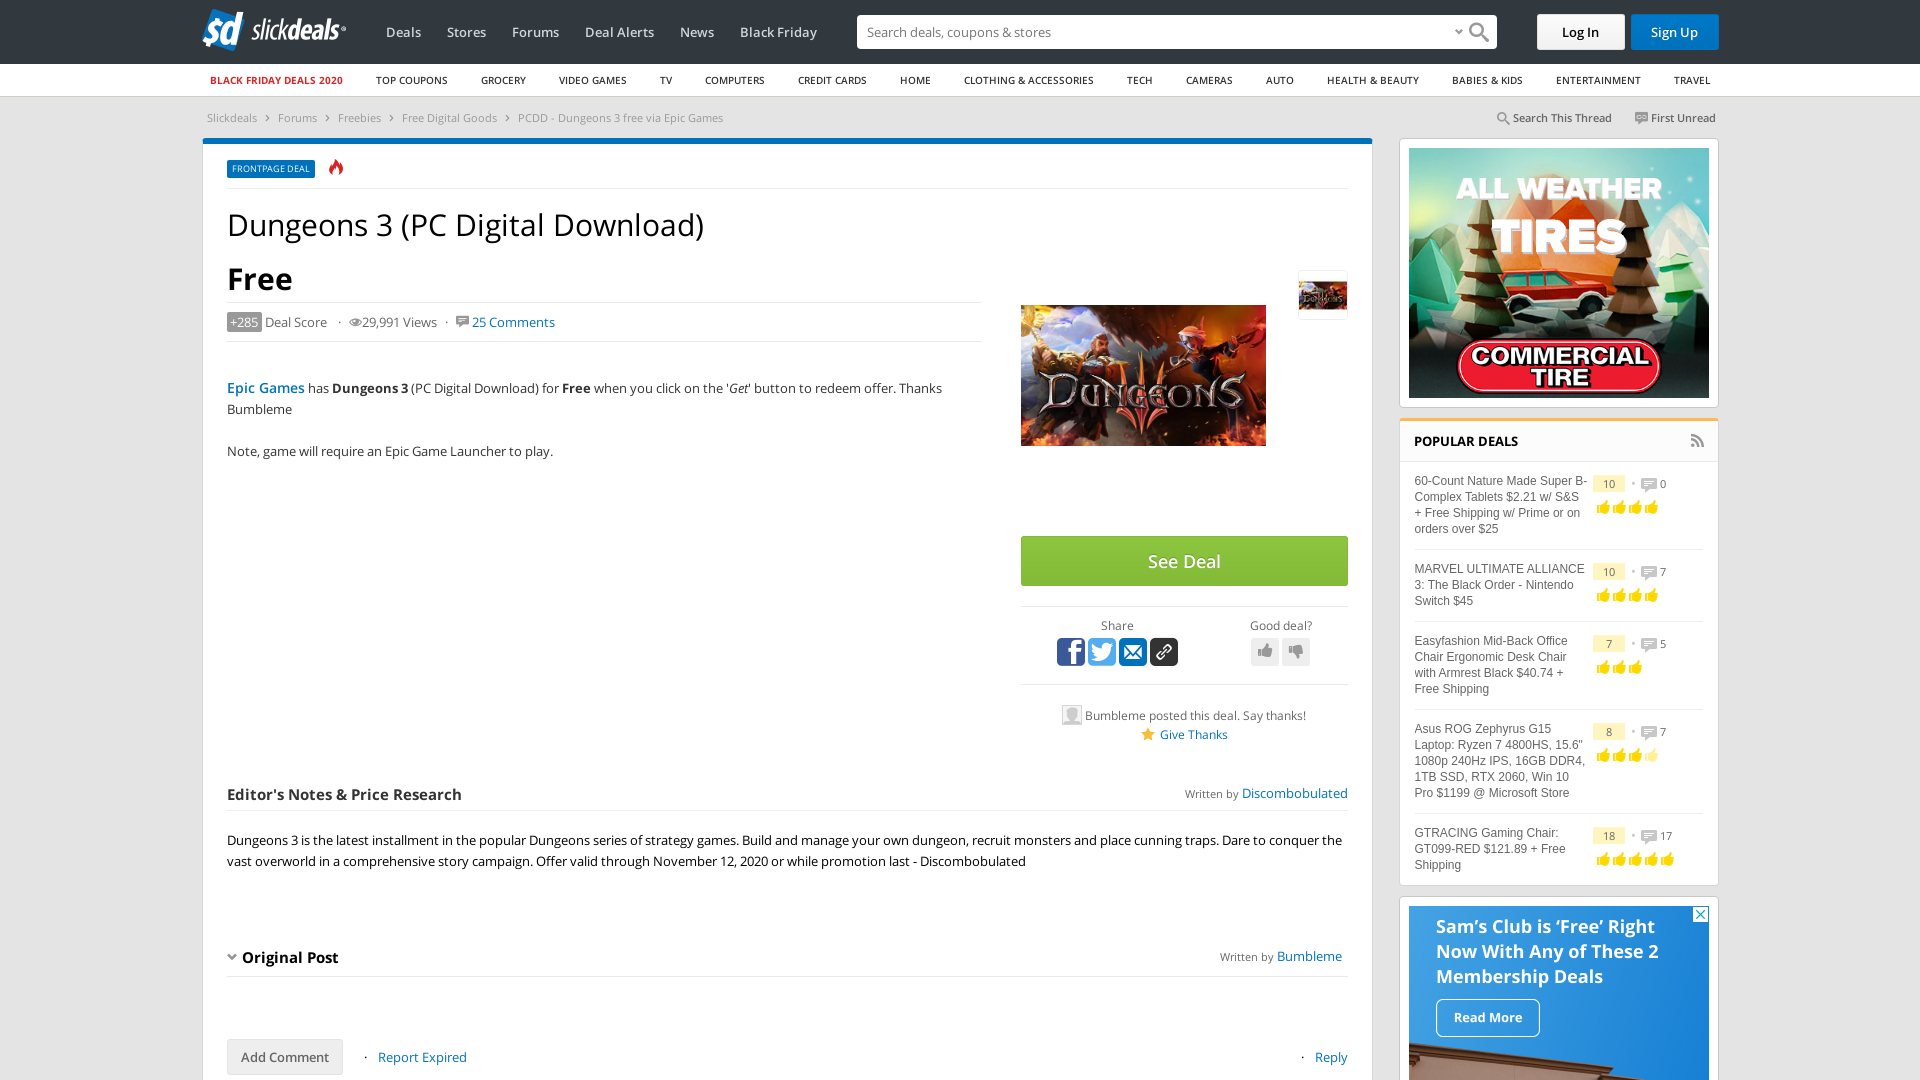 sd slickdeals
Deals
Stores
Forums
Deal Alerts
News
Black Friday
Search deals, coupons & stores
Log In
Sign Up
BLACK FRIDAY DEALS 2020
TOP COUPONS
GROCERY
VIDEO GAMES
TV
COMPUTERS
CREDIT CARDS
HOME
CLOTHING & ACCESSORIES
TECH
CAMERAS
AUTO
HEALTH & BEAUTY
BABIES & KIDS
ENTERTAINMENT
TRAVEL
Slickdeals > Forums > Freebies > Free Digital Goods > PCDD - Dungeons 3 free via Epic Games
Search This Thread
First Unread
FRONTPAGE DEAL
Dungeons 3 (PC Digital Download)
Free
+285 Deal Score · 29,991 Views · 25 Comments
Epic Games has Dungeons 3 (PC Digital Download) for Free when you click on the 'Get' button to redeem offer. Thanks
Bumbleme
Note, game will require an Epic Game Launcher to play.
DUNGEONS
DUNGEONS
See Deal
Share
Good deal?
Bumbleme posted this deal. Say thanks!
Give Thanks
Editor's Notes & Price Research
Written by Discombobulated
Dungeons 3 is the latest installment in the popular Dungeons series of strategy games. Build and manage your own dungeon, recruit monsters and place cunning traps. Dare to conquer the
vast overworld in a comprehensive story campaign. Offer valid through November 12, 2020 or while promotion last - Discombobulated
Original Post
Written by Bumbleme
Add Comment
· Report Expired
· Reply
ALL WEATHER
TIRES
COMMERCIAL
TIRE
POPULAR DEALS
60-Count Nature Made Super B-
Complex Tablets $2.21 w/ S&S
+ Free Shipping w/ Prime or on
orders over $25
10 • 0
MARVEL ULTIMATE ALLIANCE
3: The Black Order - Nintendo
Switch $45
10 • 7
Easyfashion Mid-Back Office
Chair Ergonomic Desk Chair
with Armrest Black $40.74 +
Free Shipping
7 • 5
Asus ROG Zephyrus G15
Laptop: Ryzen 7 4800HS, 15.6"
1080p 240Hz IPS, 16GB DDR4,
1TB SSD, RTX 2060, Win 10
Pro $1199 @ Microsoft Store
8 • 7
GTRACING Gaming Chair:
GT099-RED $121.89 + Free
Shipping
18 • 17
Sam's Club is 'Free' Right
Now With Any of These 2
Membership Deals
Read More